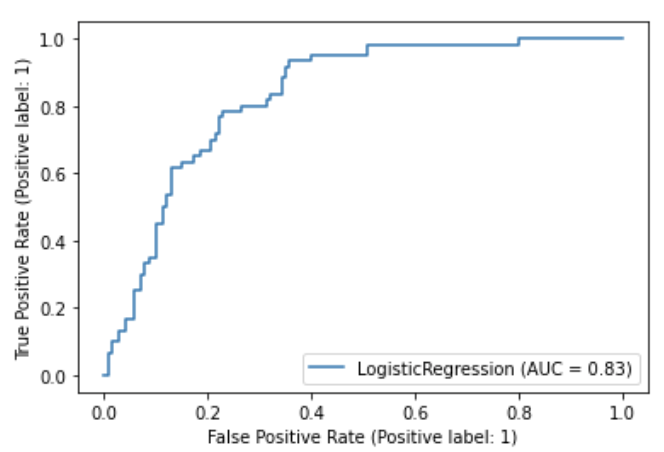 True Positive Rate (Positive label: 1)
1.0
0.8
0.6
0.4
0.2
0.0
LogisticRegression (AUC = 0.83)
0.0 0.2 0.4 0.6 0.8 1.0
False Positive Rate (Positive label: 1)